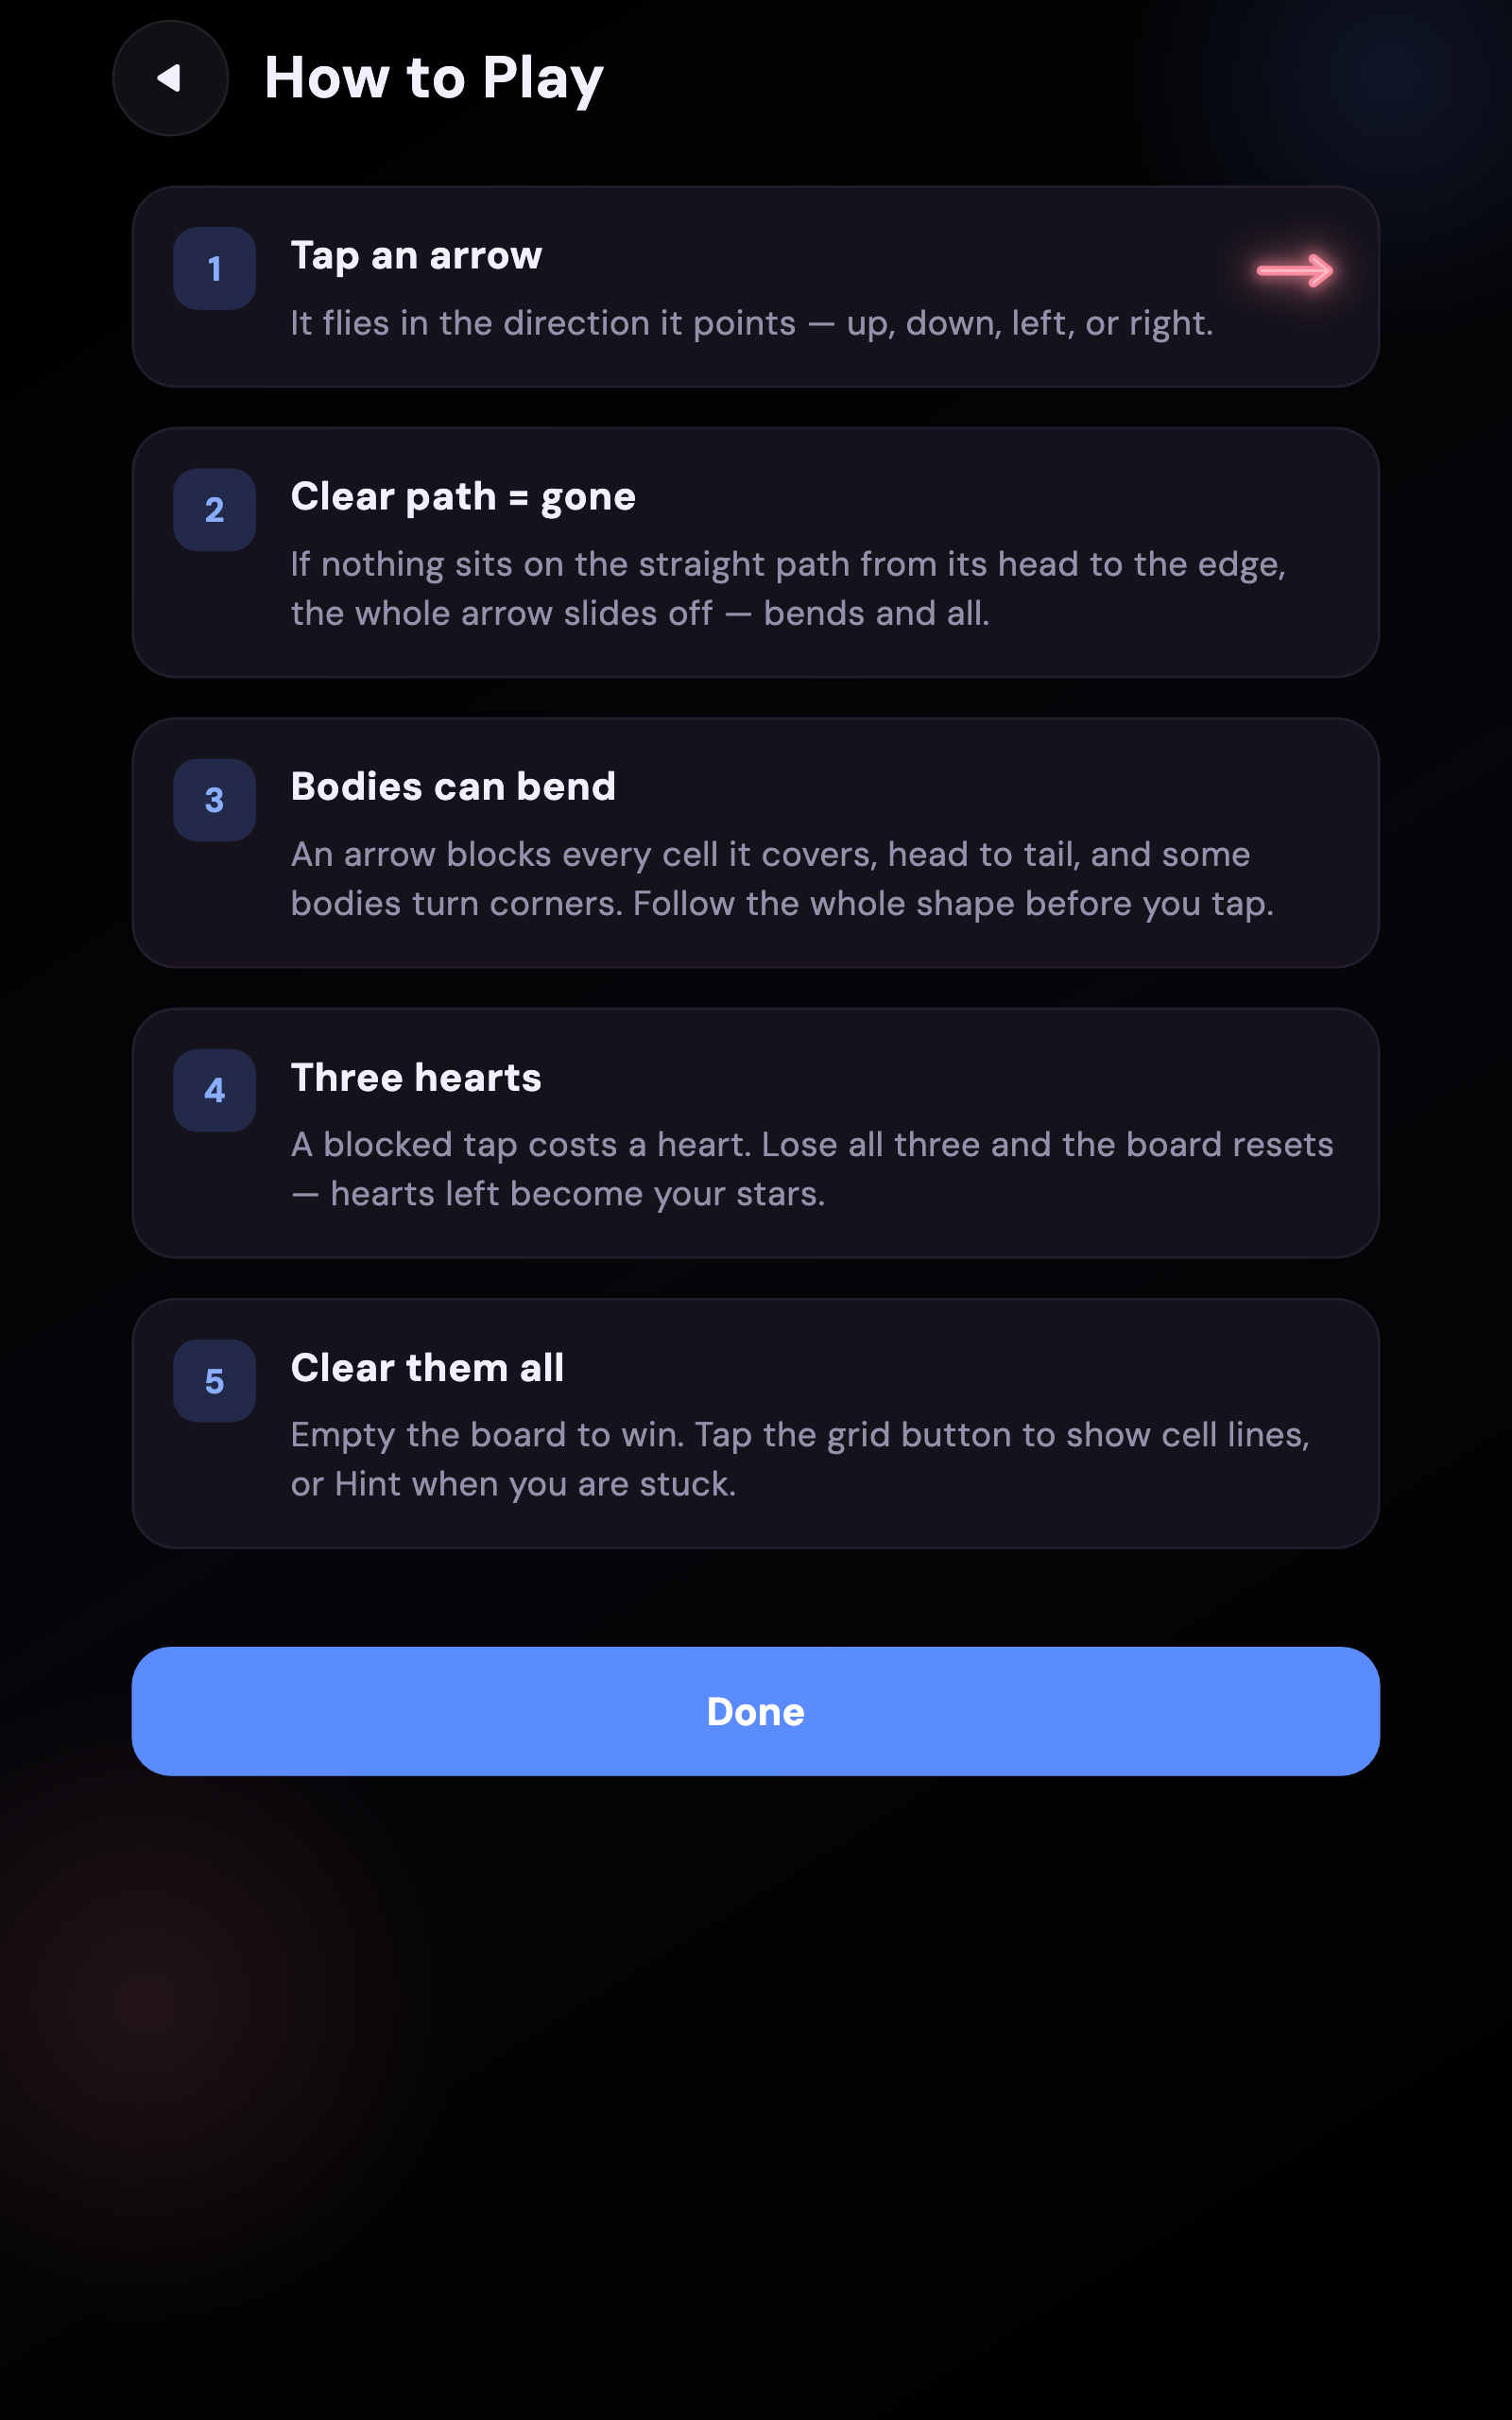 How to Play
1
Tap an arrow
It flies in the direction it points — up, down, left, or right.
2
Clear path = gone
If nothing sits on the straight path from its head to the edge,
the whole arrow slides off — bends and all.
3
Bodies can bend
An arrow blocks every cell it covers, head to tail, and some
bodies turn corners. Follow the whole shape before you tap.
4
Three hearts
A blocked tap costs a heart. Lose all three and the board resets
— hearts left become your stars.
5
Clear them all
Empty the board to win. Tap the grid button to show cell lines,
or Hint when you are stuck.
Done